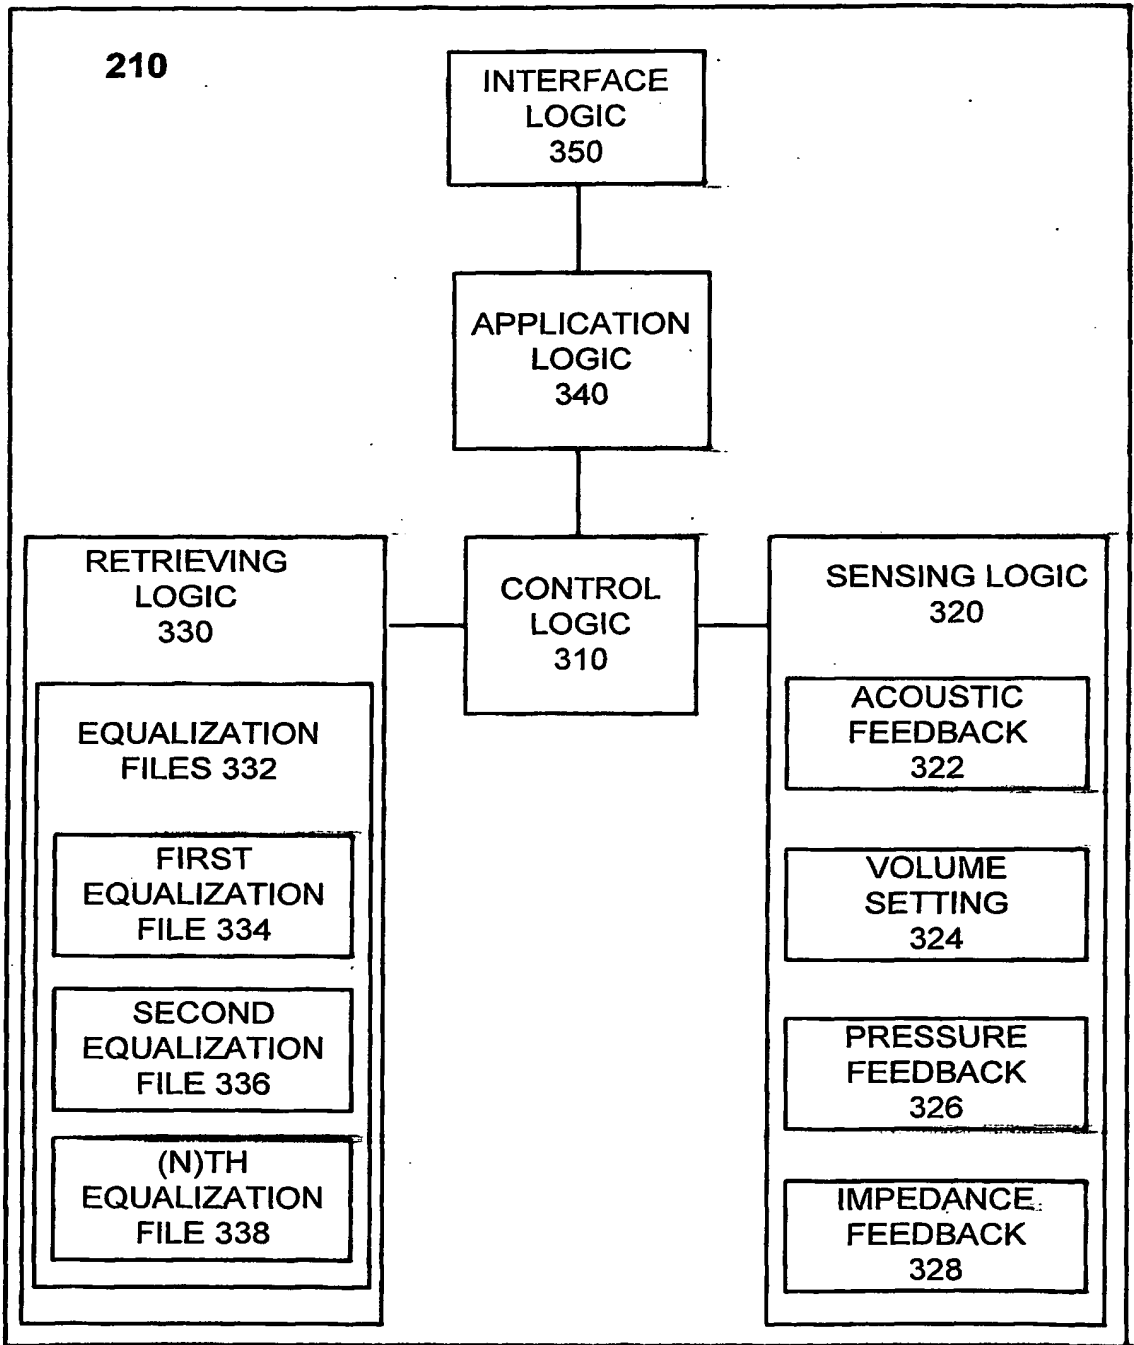 210
INTERFACE
LOGIC
350
APPLICATION
LOGIC
340
RETRIEVING
LOGIC
330
CONTROL
LOGIC
310
SENSING LOGIC
320
EQUALIZATION
FILES 332
FIRST
EQUALIZATION
FILE 334
SECOND
EQUALIZATION
FILE 336
(N)TH
EQUALIZATION
FILE 338
ACOUSTIC
FEEDBACK
322
VOLUME
SETTING
324
PRESSURE
FEEDBACK
326
IMPEDANCE
FEEDBACK
328